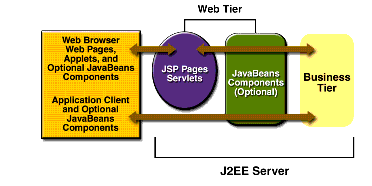 Web Tier
Web Browser
Web Pages,
Applets, and
Optional JavaBeans
Components
Application Client
and Optional
JavaBeans
Components
JSP Pages
Servlets
JavaBeans
Components
(Optional)
Business
Tier
J2EE Server